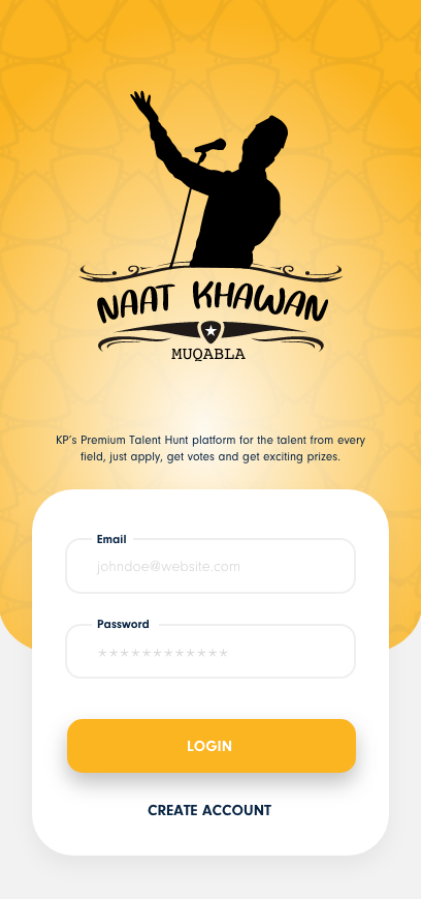 NAAT KHAWAN
MUQABLA
KP's Premium Talent Hunt platform for the talent from every
field, just apply, get votes and get exciting prizes.
Email
johndoe@website.com
Password
************
LOGIN
CREATE ACCOUNT